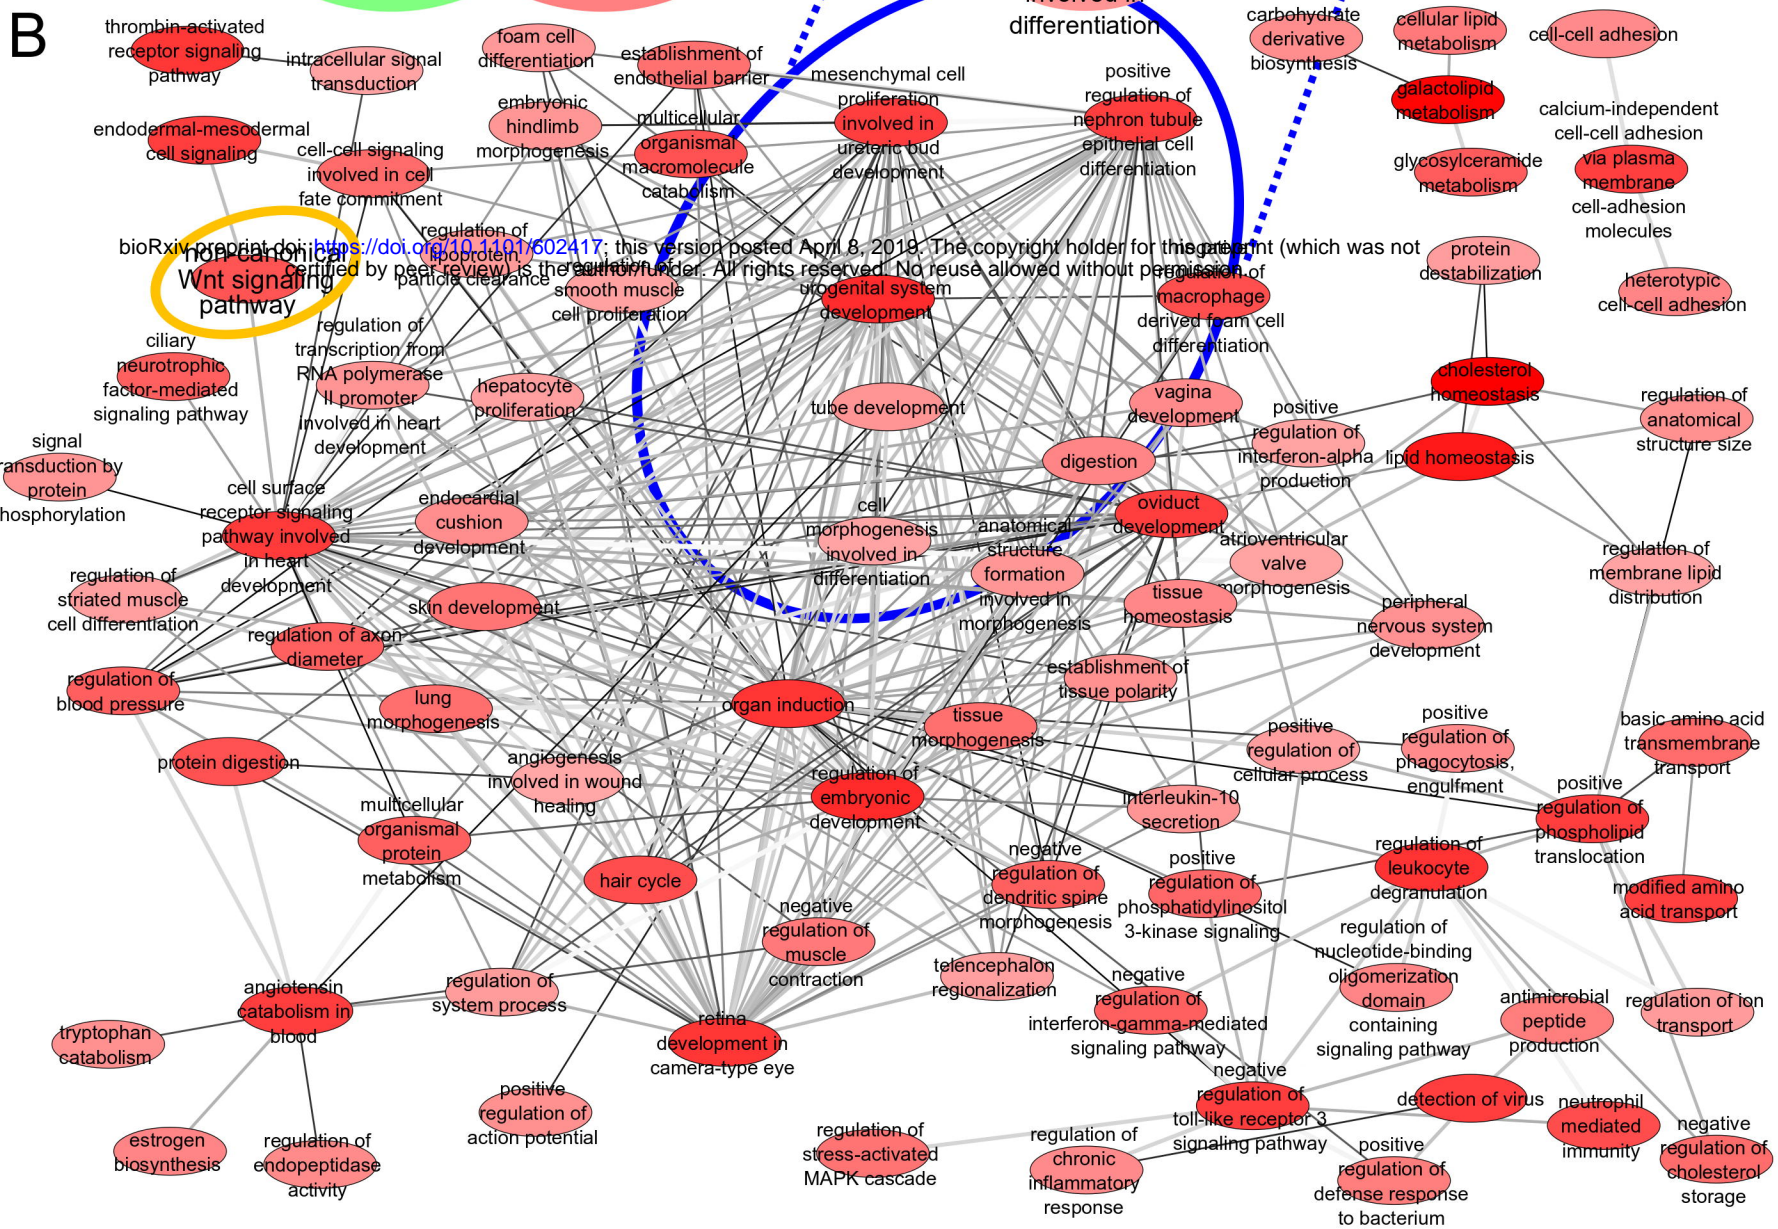 B
involved in
differentiation
thrombin-activated
receptor signaling
pathway
intracellular signal
transduction
foam cell
differentiation
establishment of
endothelial barrier
mesenchymal cell
proliferation
involved in
ureteric bud
development
positive
regulation of
nephron tubule
epithelial cell
differentiation
carbohydrate
derivative
biosynthesis
cellular lipid
metabolism
cell-cell adhesion
galactolipid
metabolism
calcium-independent
cell-cell adhesion
via plasma
membrane
cell-adhesion
molecules
glycosylceramide
metabolism
endodermal-mesodermal
cell signaling
cell-cell signaling
involved in cell
fate commitment
embryonic
hindlimb
morphogenesis
multicellular
organismal
macromolecule
catabolism
bioRxiv preprint doi: https://doi.org/10.1101/602417; this version posted April 8, 2019. The copyright holder for this preprint (which was not
certified by peer review) is the author/funder. All rights reserved. No reuse allowed without permission.
non-canonical
Wnt signaling
pathway
regulation of
lipoprotein
particle clearance
regulation of
smooth muscle
cell proliferation
urogenital system
development
negative
regulation of
macrophage
derived foam cell
differentiation
protein
destabilization
heterotypic
cell-cell adhesion
ciliary
neurotrophic
factor-mediated
signaling pathway
regulation of
transcription from
RNA polymerase
II promoter
involved in heart
development
hepatocyte
proliferation
tube development
vagina
development
positive
regulation of
interferon-alpha
production
cholesterol
homeostasis
regulation of
anatomical
structure size
lipid homeostasis
digestion
signal
ransduction by
protein
hosphorylation
cell surface
receptor signaling
pathway involved
in heart
development
endocardial
cushion
development
cell
morphogenesis
involved in
differentiation
anatomical
structure
formation
involved in
morphogenesis
oviduct
development
atrioventricular
valve
morphogenesis
regulation of
membrane lipid
distribution
regulation of
striated muscle
cell differentiation
skin development
tissue
homeostasis
peripheral
nervous system
development
regulation of axon
diameter
regulation of
blood pressure
lung
morphogenesis
organ induction
establishment of
tissue polarity
tissue
morphogenesis
positive
regulation of
cellular process
positive
regulation of
phagocytosis,
engulfment
basic amino acid
transmembrane
transport
protein digestion
angiogenesis
involved in wound
healing
regulation of
embryonic
development
interleukin-10
secretion
positive
regulation of
phospholipid
translocation
multicellular
organismal
protein
metabolism
hair cycle
negative
regulation of
dendritic spine
morphogenesis
positive
regulation of
phosphatidylinositol
3-kinase signaling
regulation of
leukocyte
degranulation
modified amino
acid transport
negative
regulation of
muscle
contraction
regulation of
nucleotide-binding
oligomerization
domain
containing
signaling pathway
angiotensin
catabolism in
blood
regulation of
system process
telencephalon
regionalization
negative
regulation of
interferon-gamma-mediated
signaling pathway
antimicrobial
peptide
production
regulation of ion
transport
tryptophan
catabolism
retina
development in
camera-type eye
negative
regulation of
toll-like receptor 3
signaling pathway
detection of virus
neutrophil
mediated
immunity
negative
regulation of
cholesterol
storage
estrogen
biosynthesis
regulation of
endopeptidase
activity
positive
regulation of
action potential
regulation of
stress-activated
MAPK cascade
regulation of
chronic
inflammatory
response
positive
regulation of
defense response
to bacterium